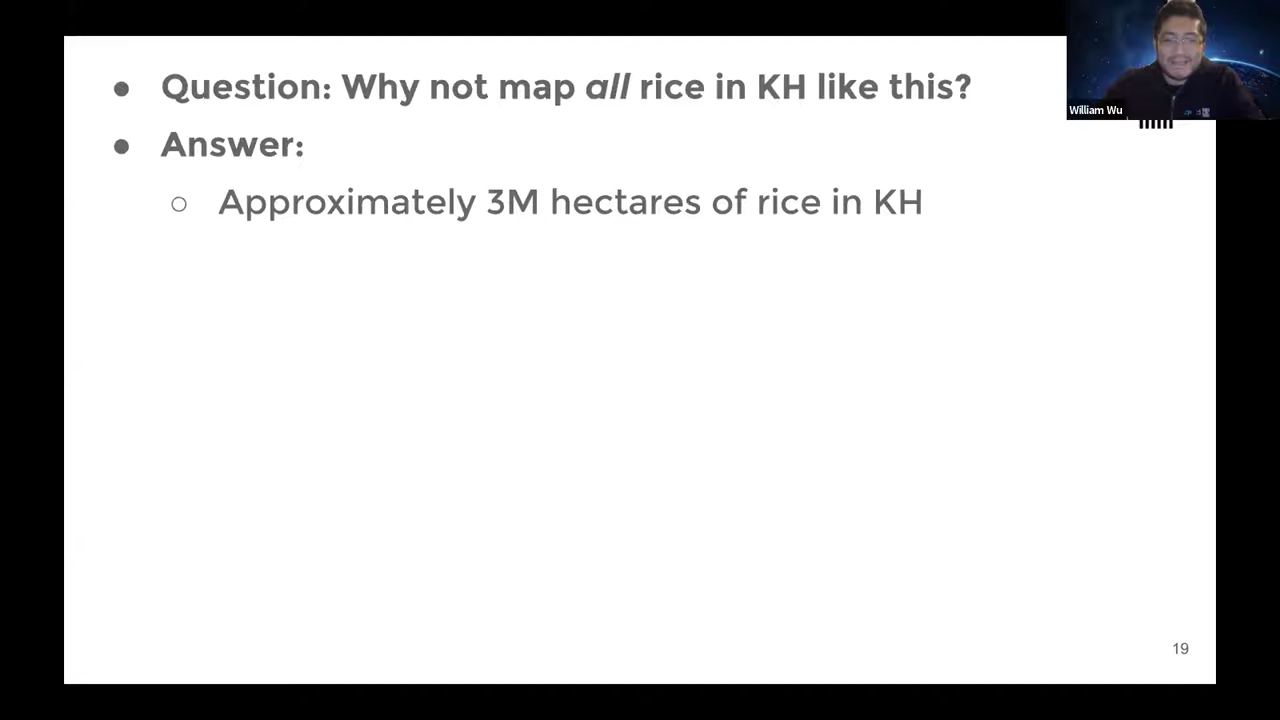 ● Question: Why not map all rice in KH like this?
● Answer:
○ Approximately 3M hectares of rice in KH
William Wu
19